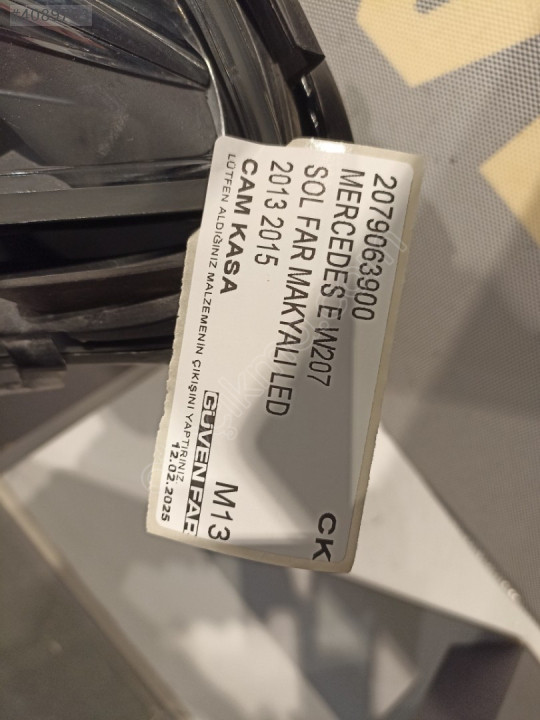 2079063900
MERCEDES E W207
SOL FAR MAKYALI LED
2013 2015
CAM KASA
LÜTFEN ALDIĞINIZ MALZEMENİN ÇIKIŞINI YAPTIRINIZ
CK
M13
GÜVEN FAR
12.02.2025